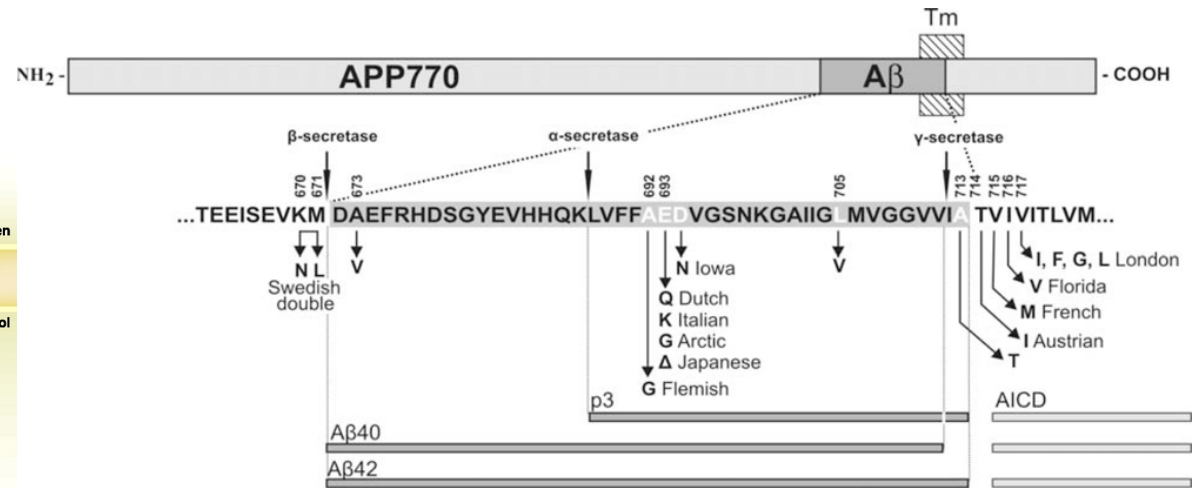 Tm
NH2 -
APP770
Aβ
- COOH
β-secretase
α-secretase
γ-secretase
670
671
673
692
693
705
713
714
715
716
717
...TEEISEVKM DAEFRHDSGYEVHHQKLVFFAEDVGSNKGAIIGLMVGGVVIA TVIVITLVM...
N L
Swedish
double
V
N Iowa
Q Dutch
K Italian
G Arctic
Δ Japanese
G Flemish
V
I, F, G, L London
V Florida
M French
I Austrian
T
p3
AICD
Aβ40
Aβ42
en
ol